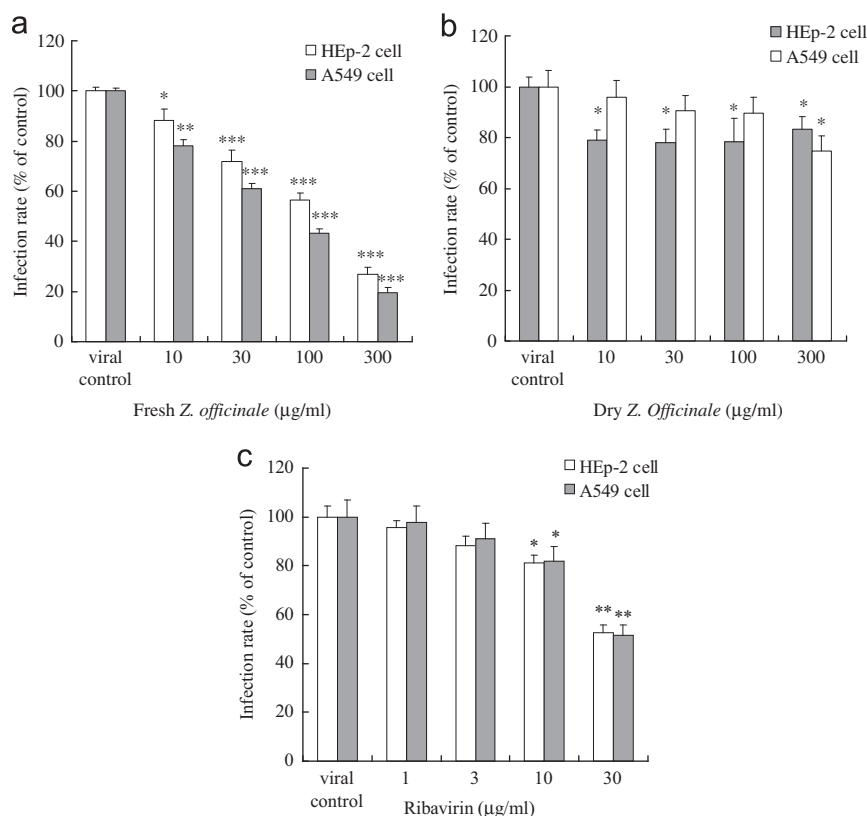 a
120
100
80
60
40
20
0
Infection rate (% of control)
HEp-2 cell
A549 cell
*
**
***
***
***
***
***
***
viral
control
10
30
100
300
Fresh Z. officinale (µg/ml)
b
120
100
80
60
40
20
0
Infection rate (% of control)
HEp-2 cell
A549 cell
*
*
*
*
*
viral
control
10
30
100
300
Dry Z. Officinale (µg/ml)
c
120
100
80
60
40
20
0
Infection rate (% of control)
HEp-2 cell
A549 cell
*
*
**
**
viral
control
1
3
10
30
Ribavirin (µg/ml)